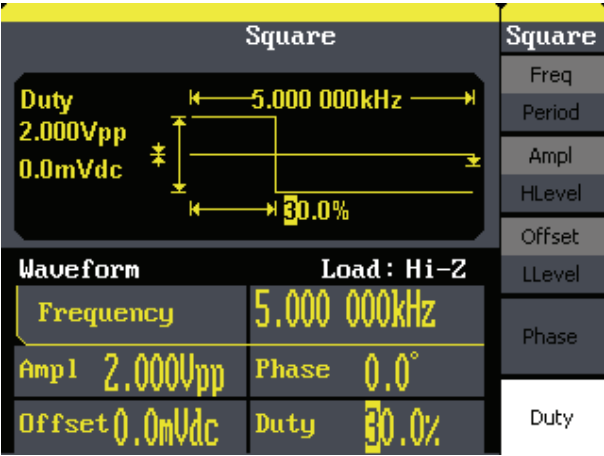 Square
Square
Duty
5.000 000kHz
2.000Vpp
0.0mVdc
30.0%
Freq
Period
Ampl
HLevel
Offset
LLevel
Phase
Duty
Waveform Load: Hi-Z
Frequency 5.000 000kHz
Ampl 2.000Vpp Phase 0.0°
Offset 0.0mVdc Duty 30.0%